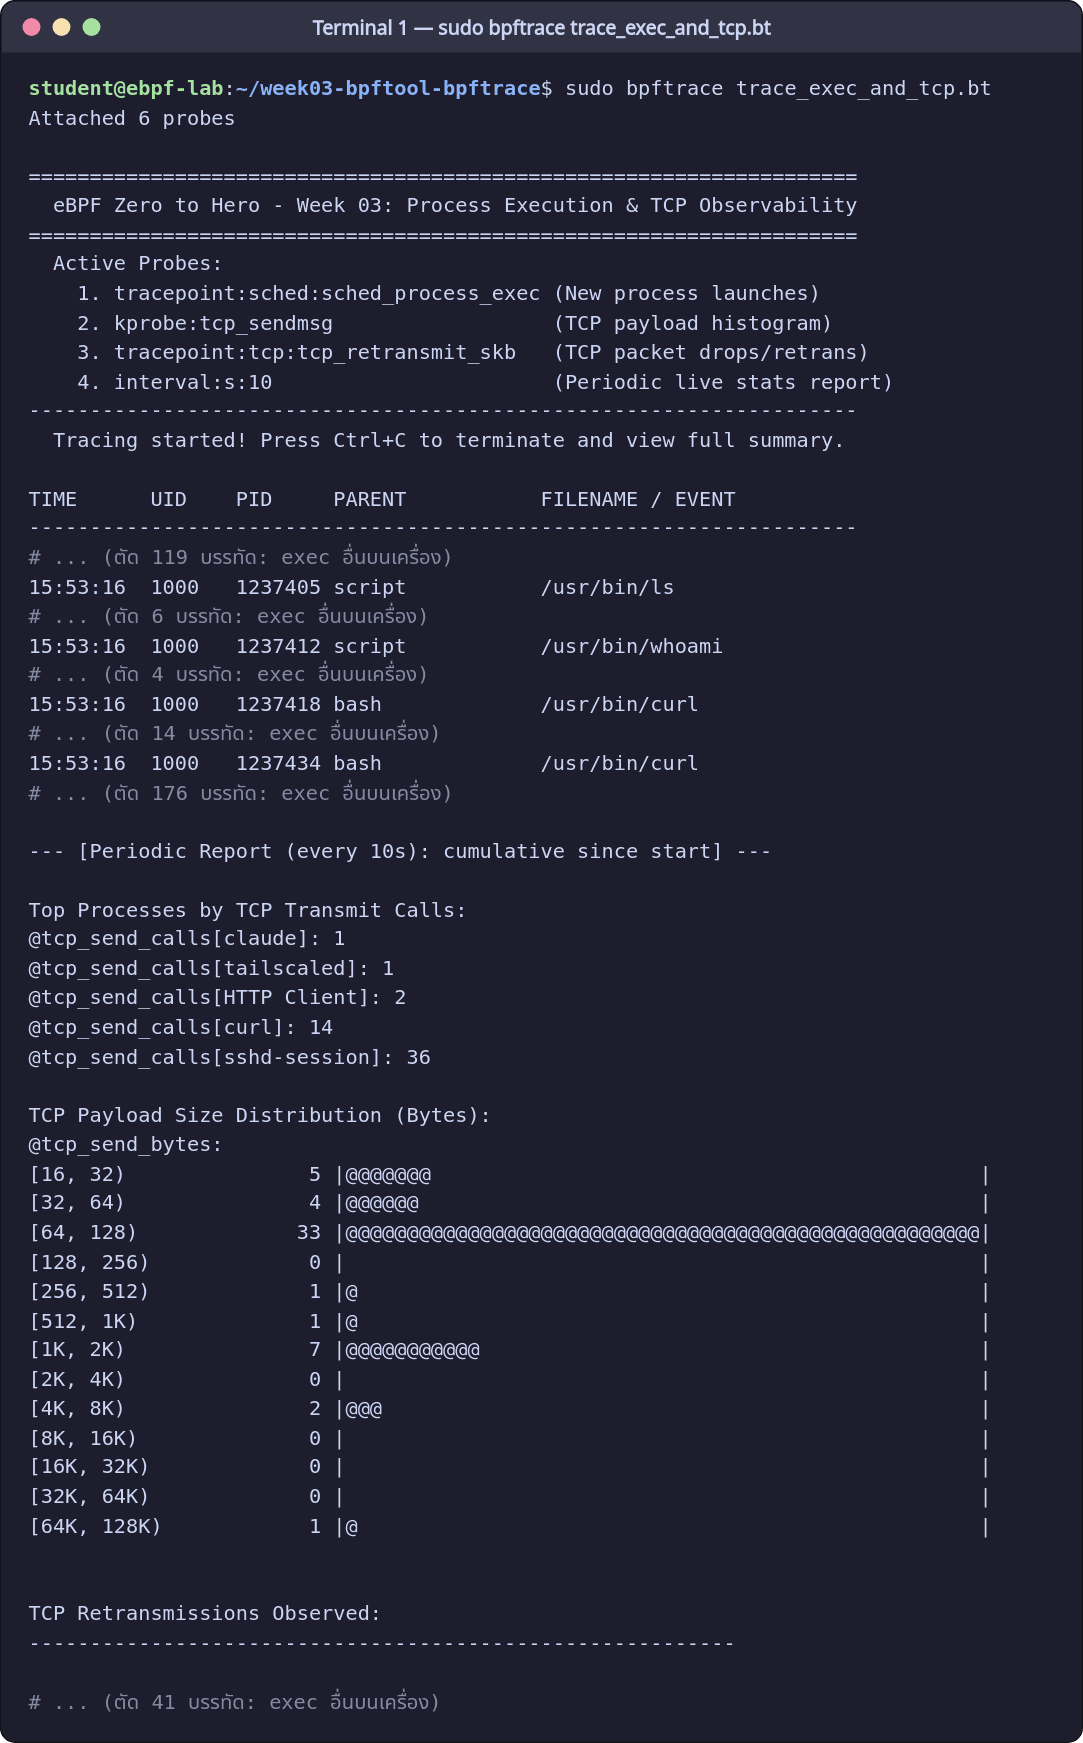 Terminal 1 — sudo bpftrace trace_exec_and_tcp.bt
student@ebpf-lab:~/week03-bpftool-bpftrace$ sudo bpftrace trace_exec_and_tcp.bt
Attached 6 probes
====================================================================
  eBPF Zero to Hero - Week 03: Process Execution & TCP Observability
====================================================================
  Active Probes:
    1. tracepoint:sched:sched_process_exec (New process launches)
    2. kprobe:tcp_sendmsg                  (TCP payload histogram)
    3. tracepoint:tcp:tcp_retransmit_skb   (TCP packet drops/retrans)
    4. interval:s:10                       (Periodic live stats report)
--------------------------------------------------------------------
  Tracing started! Press Ctrl+C to terminate and view full summary.
TIME      UID    PID     PARENT           FILENAME / EVENT
--------------------------------------------------------------------
# ... (ตัด 119 บรรทัด: exec อื่นบนเครื่อง)
15:53:16  1000   1237405 script           /usr/bin/ls
# ... (ตัด 6 บรรทัด: exec อื่นบนเครื่อง)
15:53:16  1000   1237412 script           /usr/bin/whoami
# ... (ตัด 4 บรรทัด: exec อื่นบนเครื่อง)
15:53:16  1000   1237418 bash             /usr/bin/curl
# ... (ตัด 14 บรรทัด: exec อื่นบนเครื่อง)
15:53:16  1000   1237434 bash             /usr/bin/curl
# ... (ตัด 176 บรรทัด: exec อื่นบนเครื่อง)
--- [Periodic Report (every 10s): cumulative since start] ---
Top Processes by TCP Transmit Calls:
@tcp_send_calls[claude]: 1
@tcp_send_calls[tailscaled]: 1
@tcp_send_calls[HTTP Client]: 2
@tcp_send_calls[curl]: 14
@tcp_send_calls[sshd-session]: 36
TCP Payload Size Distribution (Bytes):
@tcp_send_bytes:
[16, 32)               5 |@@@@@@@                                             |
[32, 64)               4 |@@@@@@                                              |
[64, 128)             33 |@@@@@@@@@@@@@@@@@@@@@@@@@@@@@@@@@@@@@@@@@@@@@@@@@@@@|
[128, 256)             0 |                                                    |
[256, 512)             1 |@                                                   |
[512, 1K)              1 |@                                                   |
[1K, 2K)               7 |@@@@@@@@@@@                                         |
[2K, 4K)               0 |                                                    |
[4K, 8K)               2 |@@@                                                 |
[8K, 16K)              0 |                                                    |
[16K, 32K)             0 |                                                    |
[32K, 64K)             0 |                                                    |
[64K, 128K)            1 |@                                                   |
TCP Retransmissions Observed:
----------------------------------------------------------
# ... (ตัด 41 บรรทัด: exec อื่นบนเครื่อง)